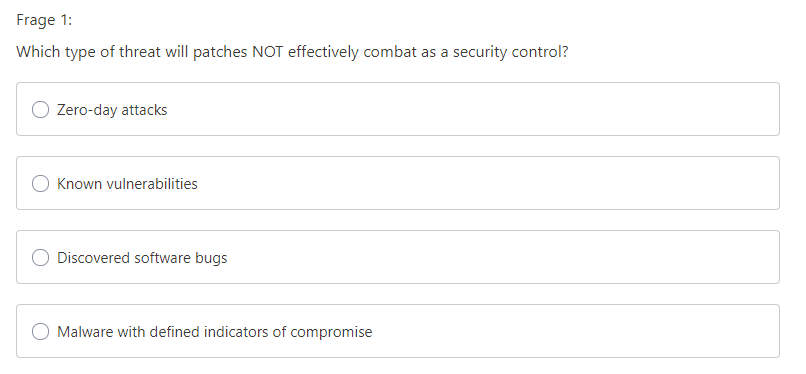 Frage 1:
Which type of threat will patches NOT effectively combat as a security control?
Zero-day attacks
Known vulnerabilities
Discovered software bugs
Malware with defined indicators of compromise